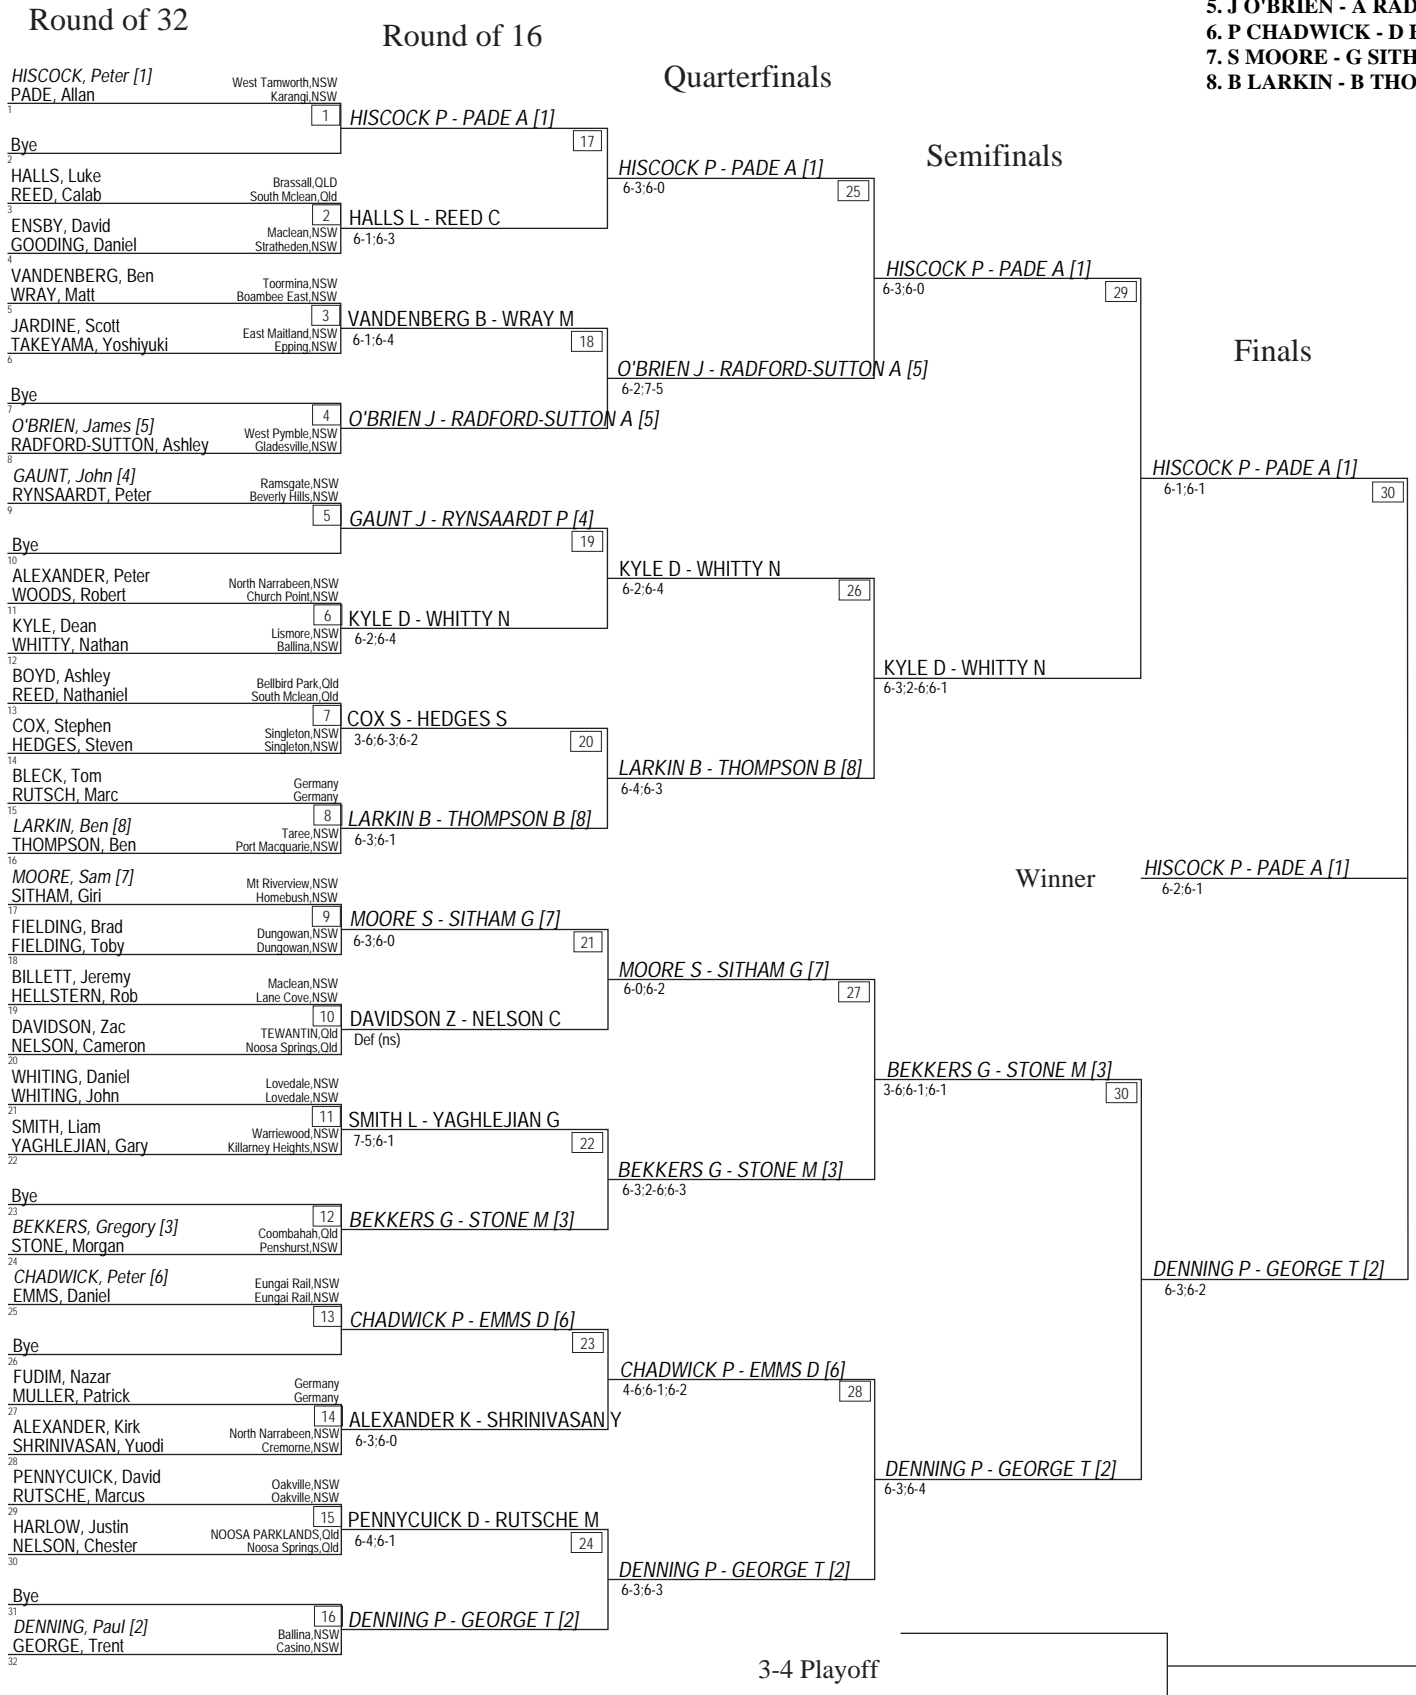 Round of 32
Round of 16
Quarterfinals
Semifinals
Finals
5. J O'BRIEN - A RAD
6. P CHADWICK - D
7. S MOORE - G SITH
8. B LARKIN - B THO
HISCOCK, Peter [1] West Tamworth,NSW
PADE, Allan Karangi,NSW
1
1
Bye
2
HALLS, Luke Brassall,QLD
REED, Calab South Mclean,Qld
3
2
ENSBY, David Maclean,NSW
GOODING, Daniel Stratheden,NSW
4
VANDENBERG, Ben Toormina,NSW
WRAY, Matt Boambee East,NSW
5
3
JARDINE, Scott East Maitland,NSW
TAKEYAMA, Yoshiyuki Epping,NSW
6
Bye
7
4
O'BRIEN, James [5] West Pymble,NSW
RADFORD-SUTTON, Ashley Gladesville,NSW
8
GAUNT, John [4] Ramsgate,NSW
RYNSAARDT, Peter Beverly Hills,NSW
9
5
Bye
10
ALEXANDER, Peter North Narrabeen,NSW
WOODS, Robert Church Point,NSW
11
6
KYLE, Dean Lismore,NSW
WHITTY, Nathan Ballina,NSW
12
BOYD, Ashley Bellbird Park,Qld
REED, Nathaniel South Mclean,Qld
13
7
COX, Stephen Singleton,NSW
HEDGES, Steven Singleton,NSW
14
BLECK, Tom Germany
RUTSCH, Marc Germany
15
8
LARKIN, Ben [8] Taree,NSW
THOMPSON, Ben Port Macquarie,NSW
16
MOORE, Sam [7] Mt Riverview,NSW
SITHAM, Giri Homebush,NSW
17
9
FIELDING, Brad Dungowan,NSW
FIELDING, Toby Dungowan,NSW
18
BILLETT, Jeremy Maclean,NSW
HELLSTERN, Rob Lane Cove,NSW
19
10
DAVIDSON, Zac TEWANTIN,Qld
NELSON, Cameron Noosa Springs,Qld
20
WHITING, Daniel Lovedale,NSW
WHITING, John Lovedale,NSW
21
11
SMITH, Liam Warriewood,NSW
YAGHLEJIAN, Gary Killarney Heights,NSW
22
Bye
23
12
BEKKERS, Gregory [3] Coombahah,Qld
STONE, Morgan Penshurst,NSW
24
CHADWICK, Peter [6] Eungai Rail,NSW
EMMS, Daniel Eungai Rail,NSW
25
13
Bye
26
FUDIM, Nazar Germany
MULLER, Patrick Germany
27
14
ALEXANDER, Kirk North Narrabeen,NSW
SHRINIVASAN, Yuodi Cremorne,NSW
28
PENNYCUICK, David Oakville,NSW
RUTSCHE, Marcus Oakville,NSW
29
15
HARLOW, Justin NOOSA PARKLANDS,Qld
NELSON, Chester Noosa Springs,Qld
30
Bye
31
16
DENNING, Paul [2] Ballina,NSW
GEORGE, Trent Casino,NSW
32
HISCOCK P - PADE A [1]
17
HALLS L - REED C
6-1;6-3
VANDENBERG B - WRAY M
6-1;6-4
18
O'BRIEN J - RADFORD-SUTTON A [5]
GAUNT J - RYNSAARDT P [4]
19
KYLE D - WHITTY N
6-2;6-4
COX S - HEDGES S
3-6;6-3;6-2
20
LARKIN B - THOMPSON B [8]
6-3;6-1
MOORE S - SITHAM G [7]
6-3;6-0
21
DAVIDSON Z - NELSON C
Def (ns)
SMITH L - YAGHLEJIAN G
7-5;6-1
22
BEKKERS G - STONE M [3]
CHADWICK P - EMMS D [6]
23
ALEXANDER K - SHRINIVASAN Y
6-3;6-0
PENNYCUICK D - RUTSCHE M
6-4;6-1
24
DENNING P - GEORGE T [2]
HISCOCK P - PADE A [1]
6-3;6-0
25
O'BRIEN J - RADFORD-SUTTON A [5]
6-2;7-5
KYLE D - WHITTY N
6-2;6-4
26
LARKIN B - THOMPSON B [8]
6-4;6-3
MOORE S - SITHAM G [7]
6-0;6-2
27
BEKKERS G - STONE M [3]
6-3;2-6;6-3
CHADWICK P - EMMS D [6]
4-6;6-1;6-2
28
DENNING P - GEORGE T [2]
6-3;6-3
HISCOCK P - PADE A [1]
6-3;6-0
29
KYLE D - WHITTY N
6-3;2-6;6-1
BEKKERS G - STONE M [3]
3-6;6-1;6-1
30
DENNING P - GEORGE T [2]
6-3;6-4
HISCOCK P - PADE A [1]
6-1;6-1
30
DENNING P - GEORGE T [2]
6-3;6-2
Winner
HISCOCK P - PADE A [1]
6-2;6-1
3-4 Playoff